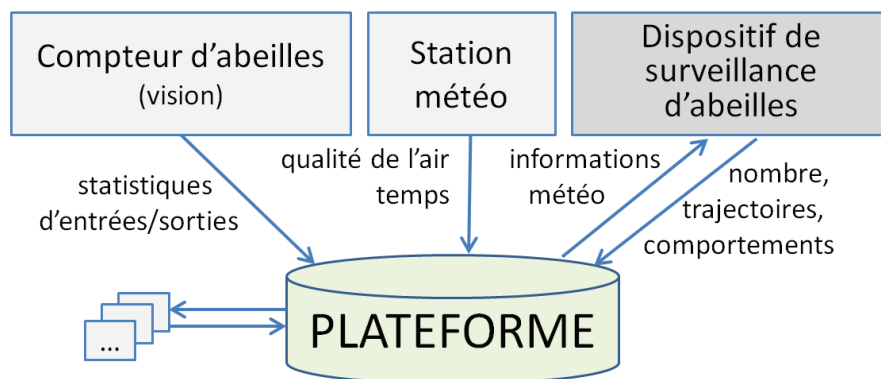 Compteur d'abeilles
(vision)
Station
météo
Dispositif de
surveillance
d'abeilles
statistiques
d'entrées/sorties
qualité de l'air
temps
informations
météo
nombre,
trajectoires,
comportements
...
PLATEFORME